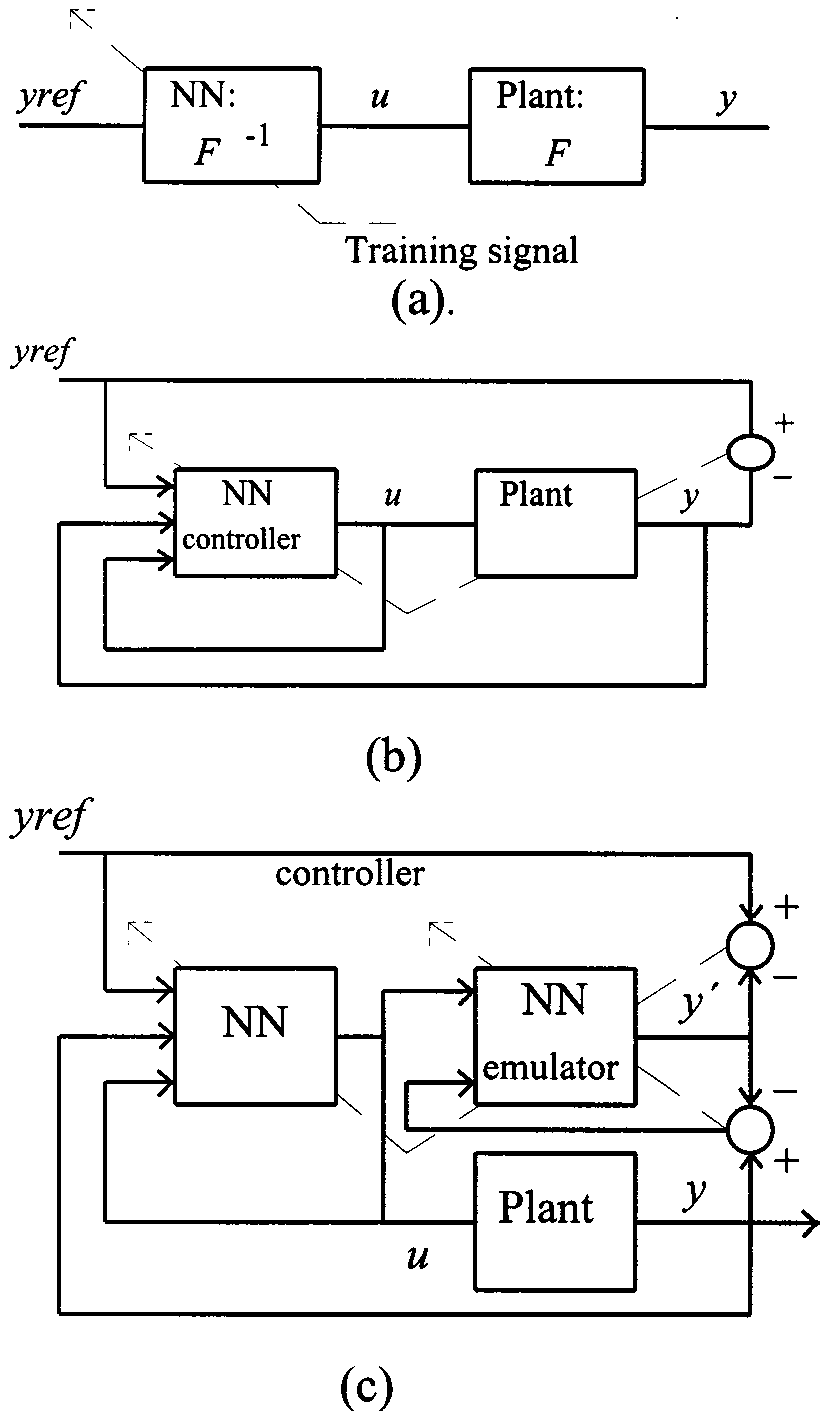 yref
NN:
F -1
u
Plant:
F
y
Training signal
(a).
yref
+
−
NN
controller
u
Plant
y
(b)
yref
controller
+
−
NN
NN
emulator
y′
−
+
Plant
y
u
(c)